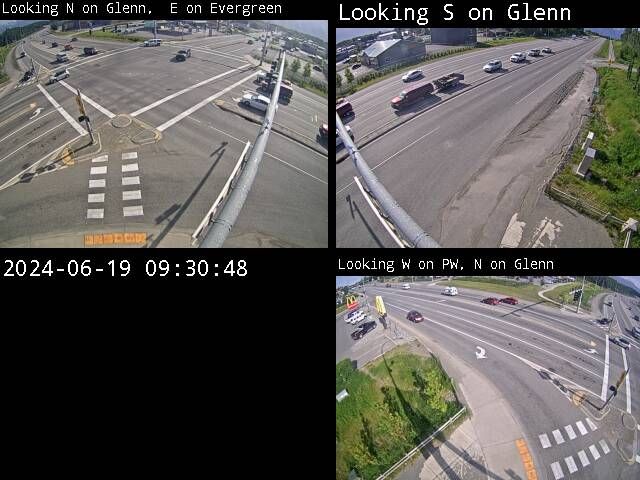 Looking N on Glenn, E on Evergreen
Looking S on Glenn
2024-06-19 09:30:48
Looking W on PW, N on Glenn